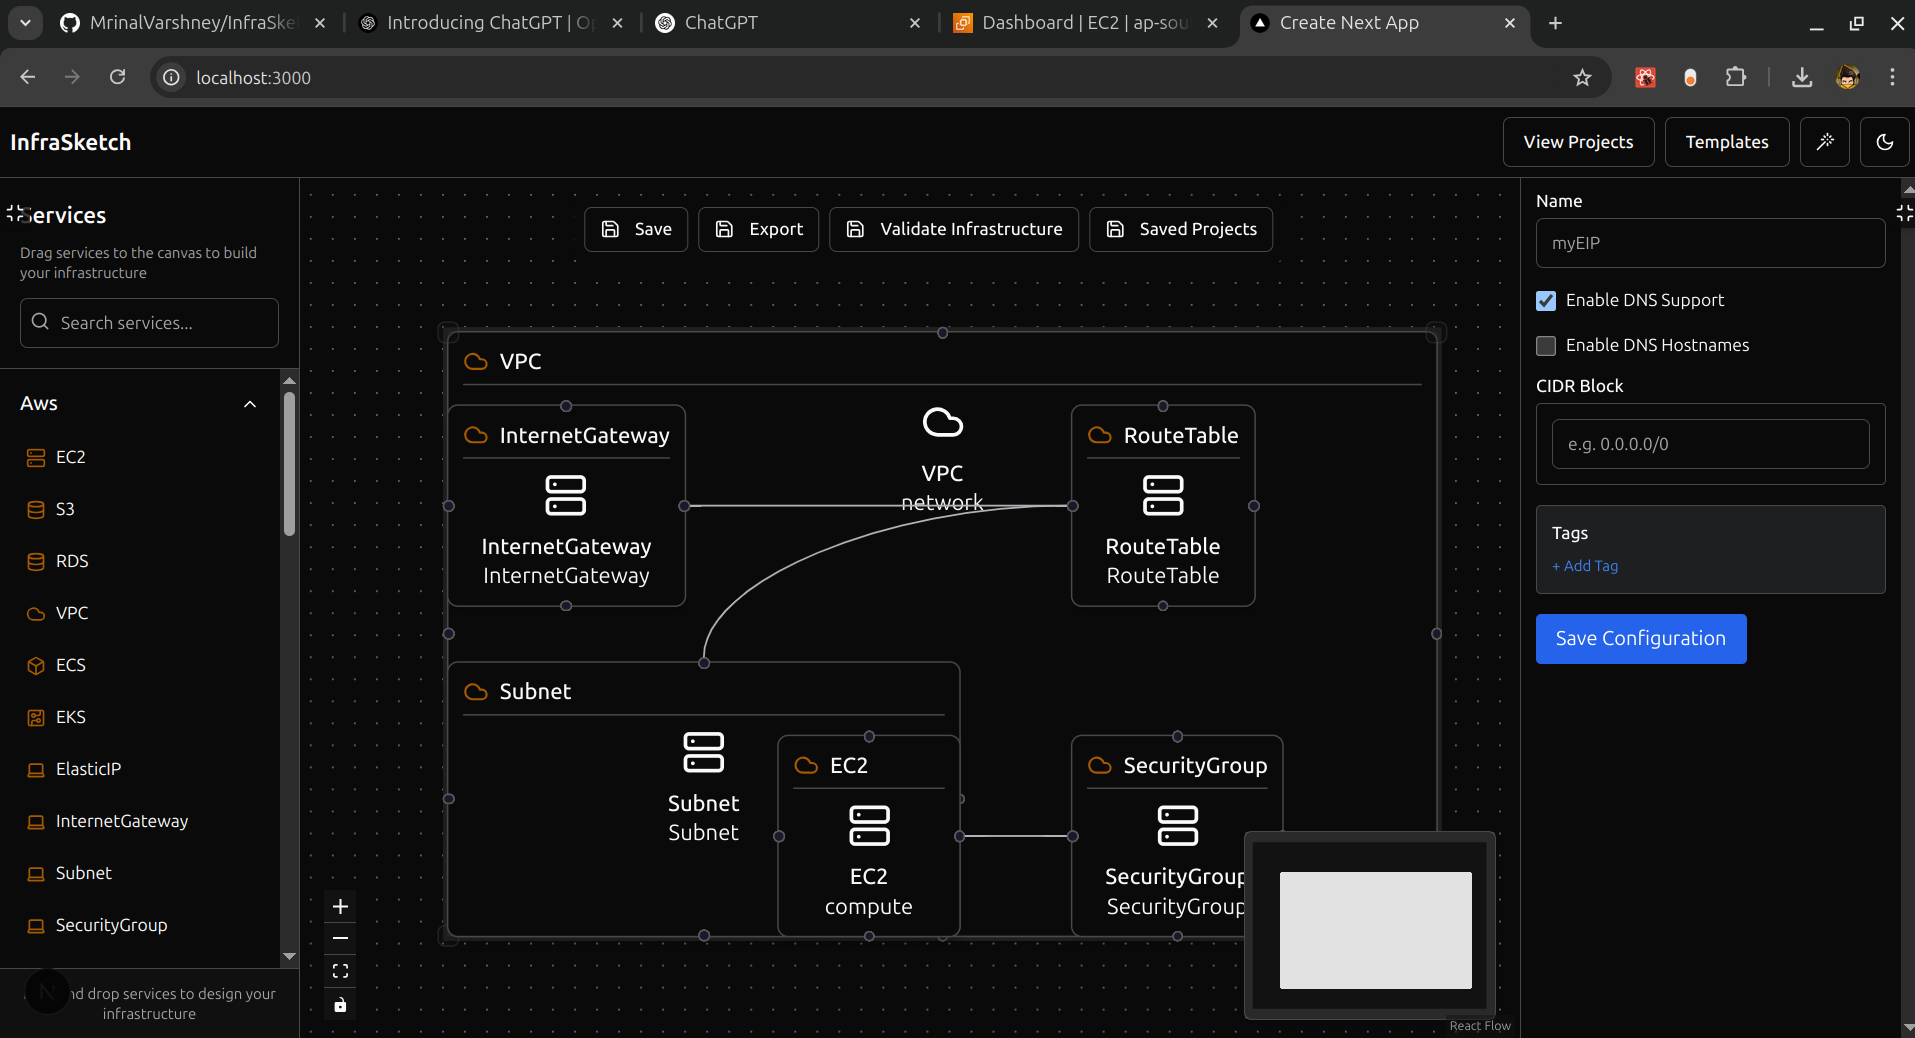 MrinalVarshney/InfraSke
Introducing ChatGPT | Op
ChatGPT
Dashboard | EC2 | ap-sou
Create Next App
localhost:3000
InfraSketch
View Projects
Templates
Services
Drag services to the canvas to build
your infrastructure
Search services...
Aws
EC2
S3
RDS
VPC
ECS
EKS
ElasticIP
InternetGateway
Subnet
SecurityGroup
nd drop services to design your
infrastructure
Save
Export
Validate Infrastructure
Saved Projects
VPC
InternetGateway
InternetGateway
InternetGateway
VPC
network
RouteTable
RouteTable
RouteTable
Subnet
Subnet
Subnet
EC2
EC2
compute
SecurityGroup
SecurityGroup
SecurityGroup
React Flow
Name
myEIP
Enable DNS Support
Enable DNS Hostnames
CIDR Block
e.g. 0.0.0.0/0
Tags
+ Add Tag
Save Configuration